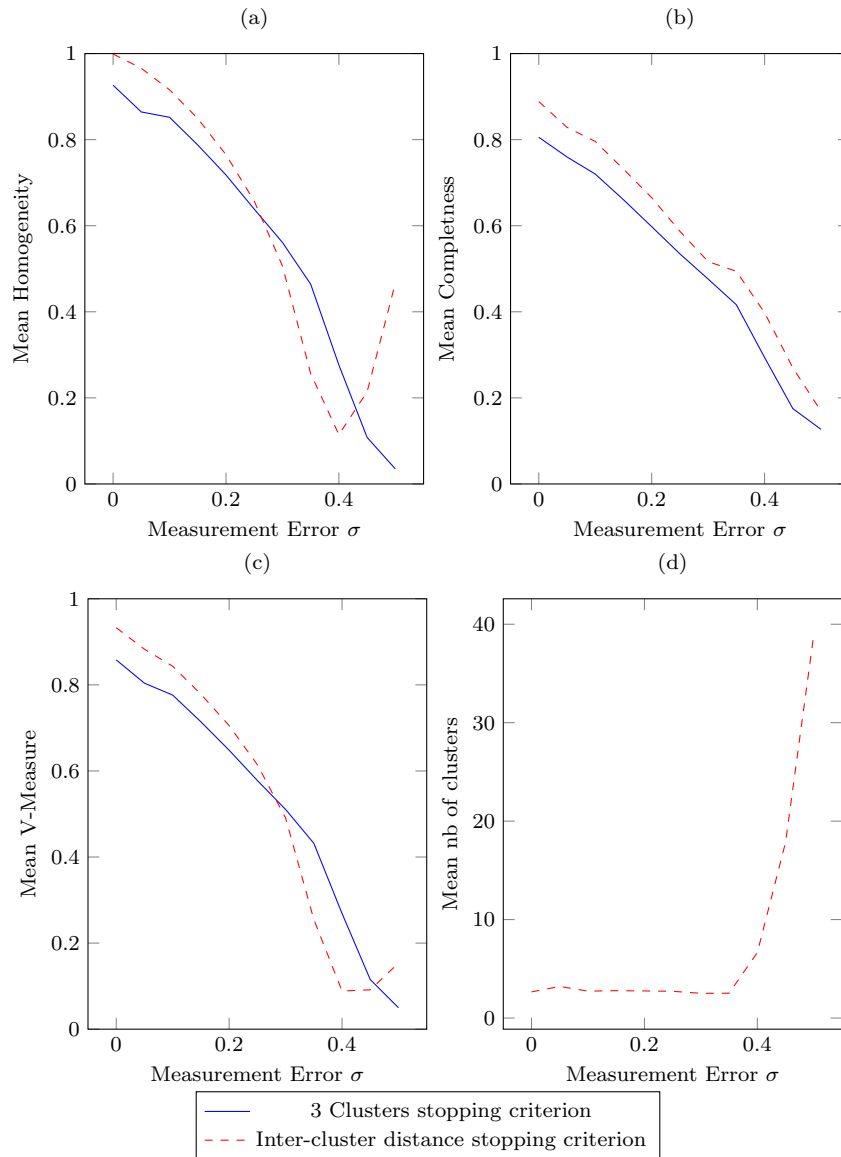 (a)
1
0.8
0.6
0.4
0.2
0
0
0.2
0.4
Mean Homogeneity
Measurement Error σ
(b)
1
0.8
0.6
0.4
0.2
0
0
0.2
0.4
Mean Completness
Measurement Error σ
(c)
1
0.8
0.6
0.4
0.2
0
0
0.2
0.4
Mean V-Measure
Measurement Error σ
(d)
40
30
20
10
0
0
0.2
0.4
Mean nb of clusters
Measurement Error σ
3 Clusters stopping criterion
Inter-cluster distance stopping criterion